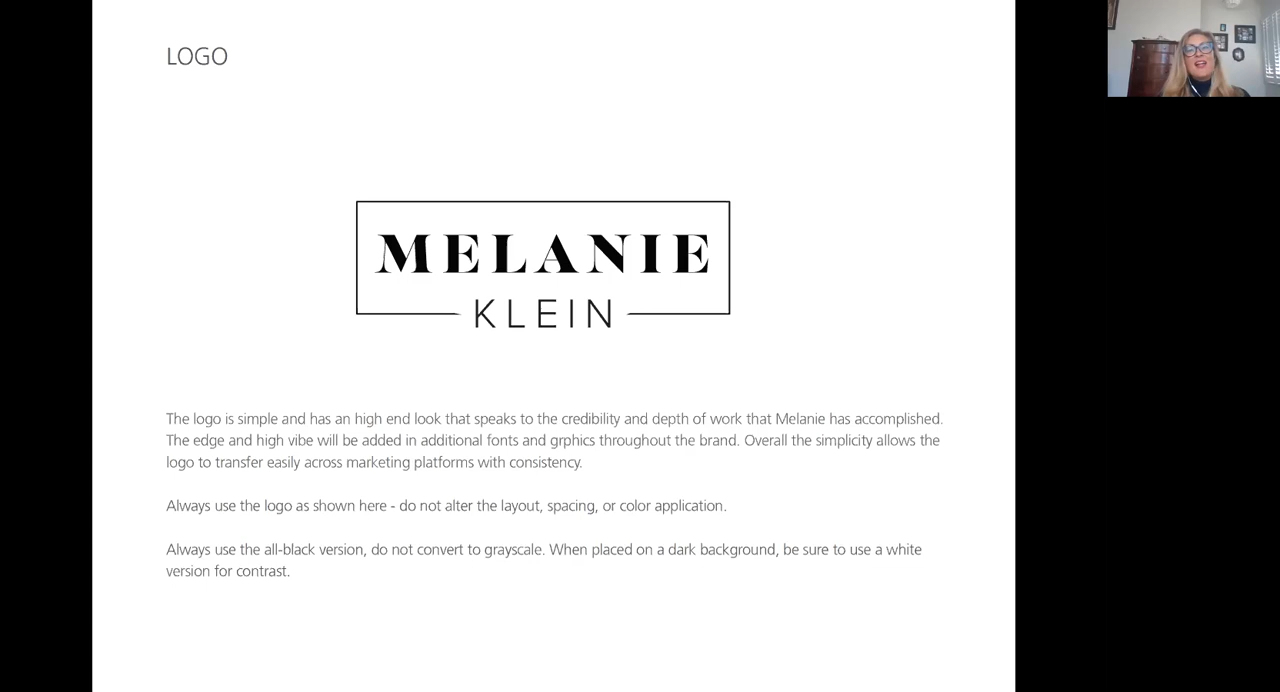 LOGO
MELANIE
KLEIN
The logo is simple and has an high end look that speaks to the credibility and depth of work that Melanie has accomplished.
The edge and high vibe will be added in additional fonts and grphics throughout the brand. Overall the simplicity allows the
logo to transfer easily across marketing platforms with consistency.
Always use the logo as shown here - do not alter the layout, spacing, or color application.
Always use the all-black version, do not convert to grayscale. When placed on a dark background, be sure to use a white
version for contrast.